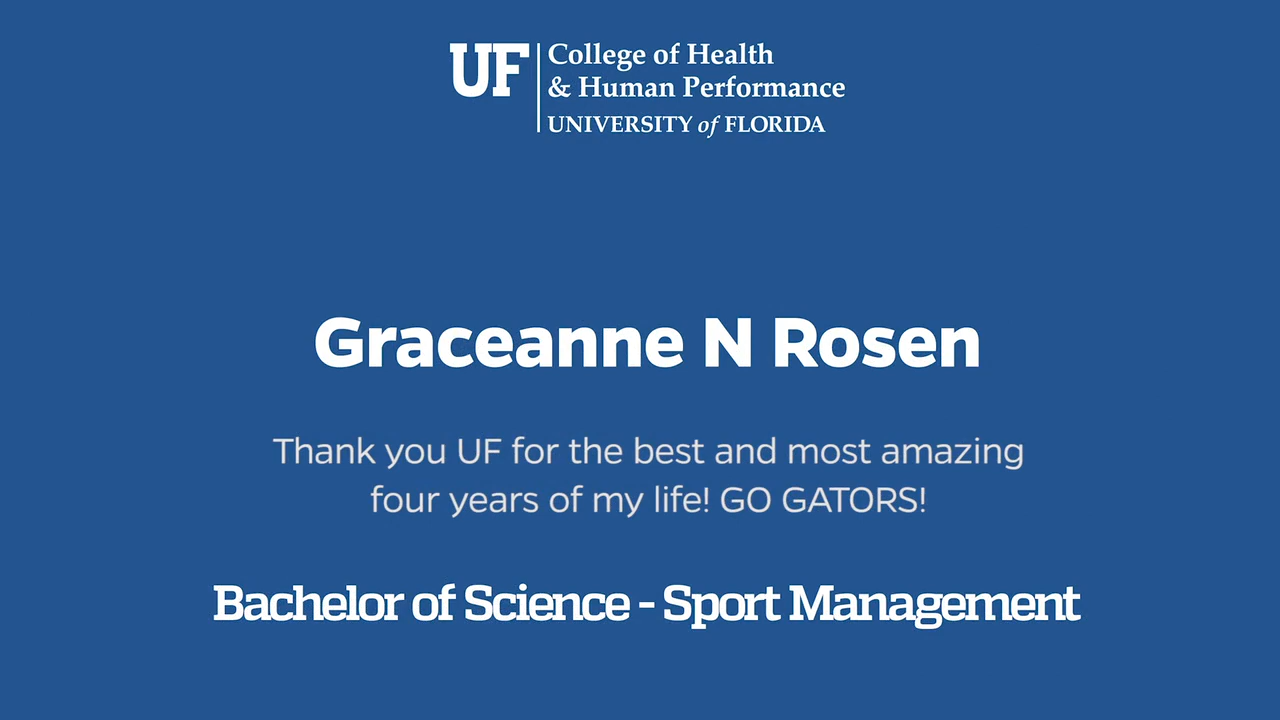 UF
College of Health
& Human Performance
UNIVERSITY of FLORIDA
Graceanne N Rosen
Thank you UF for the best and most amazing
four years of my life! GO GATORS!
Bachelor of Science - Sport Management